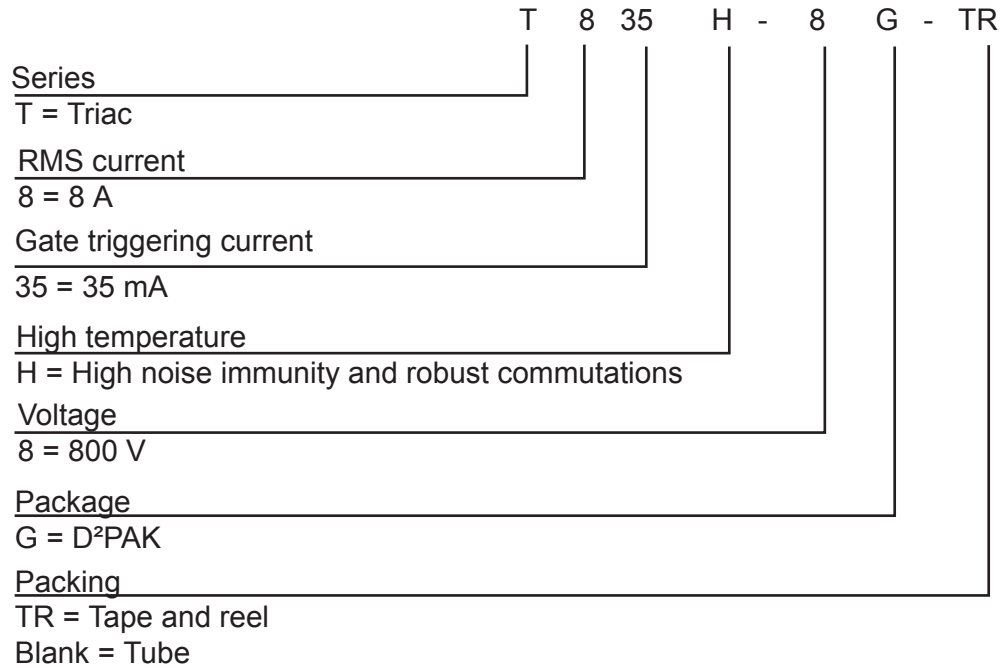 T 8 35 H - 8 G - TR
Series
T = Triac
RMS current
8 = 8 A
Gate triggering current
35 = 35 mA
High temperature
H = High noise immunity and robust commutations
Voltage
8 = 800 V
Package
G = D²PAK
Packing
TR = Tape and reel
Blank = Tube